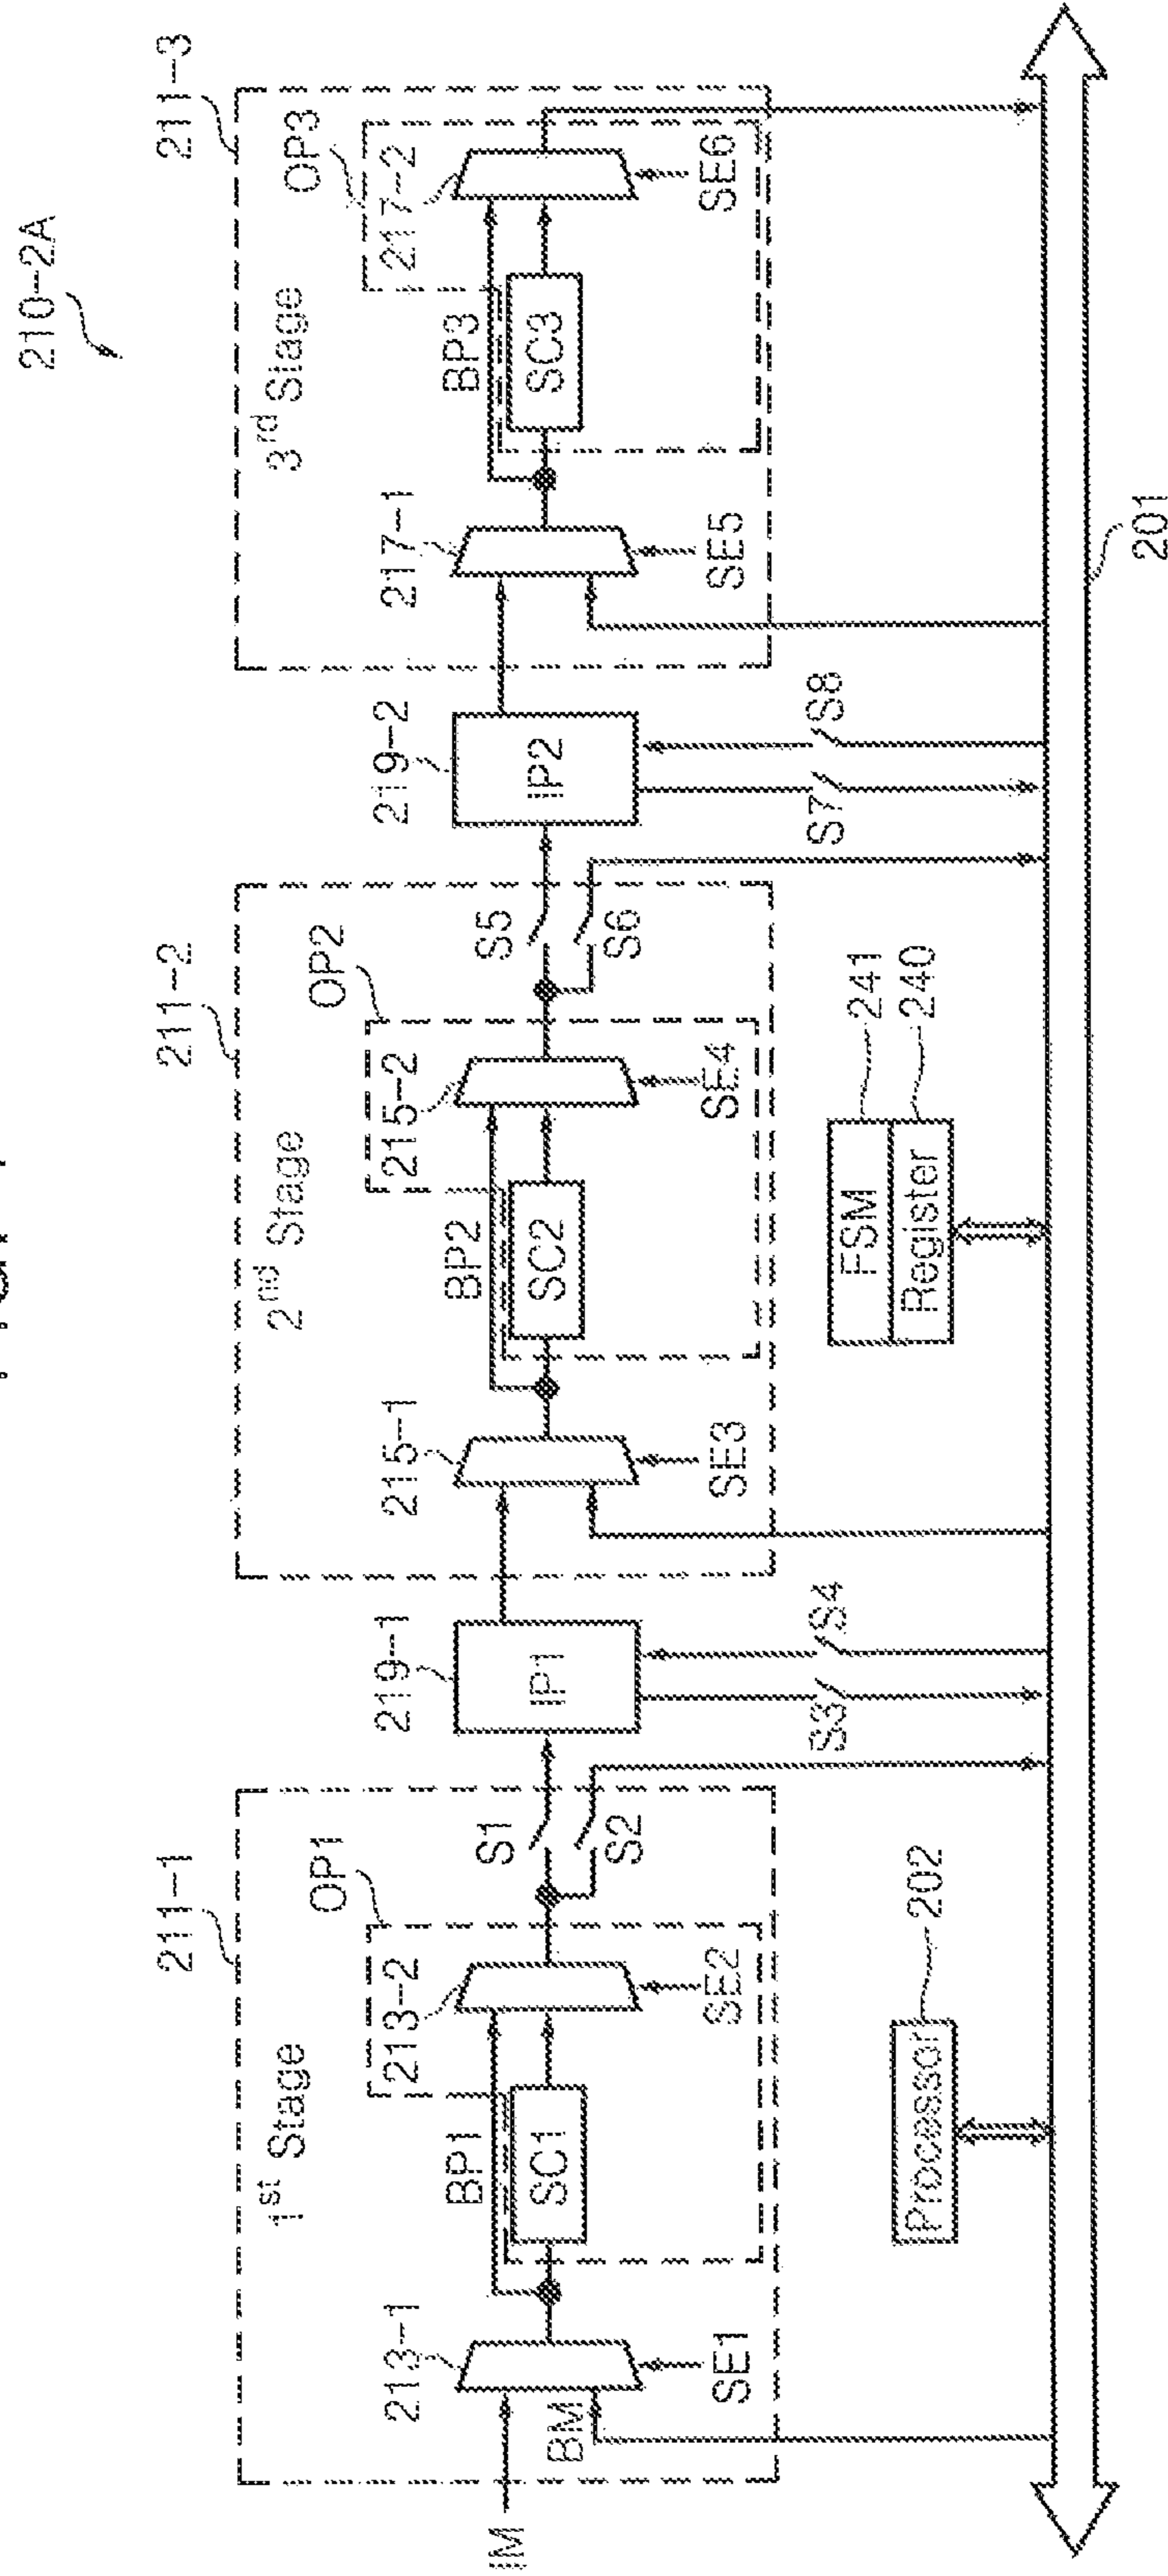 210-2A
211-1
211-2
211-3
1st Stage
2nd Stage
3rd Stage
OP1
OP2
OP3
213-1
213-2
219-1
215-1
215-2
219-2
217-1
217-2
BP1
BP2
BP3
IM
BM
SC1
S1
S2
IP1
SC2
S5
S6
IP2
SC3
SE1
SE2
SE3
SE4
SE5
SE6
S3
S4
S7
S8
Processor
202
FSM
241
Register
240
201